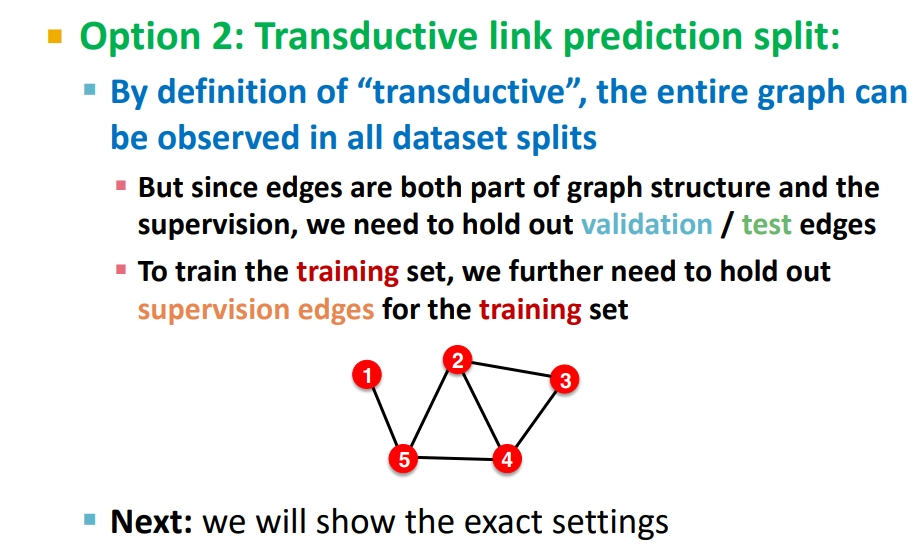 Option 2: Transductive link prediction split:
By definition of “transductive”, the entire graph can
be observed in all dataset splits
But since edges are both part of graph structure and the
supervision, we need to hold out validation / test edges
To train the training set, we further need to hold out
supervision edges for the training set
1
2
3
5
4
Next: we will show the exact settings